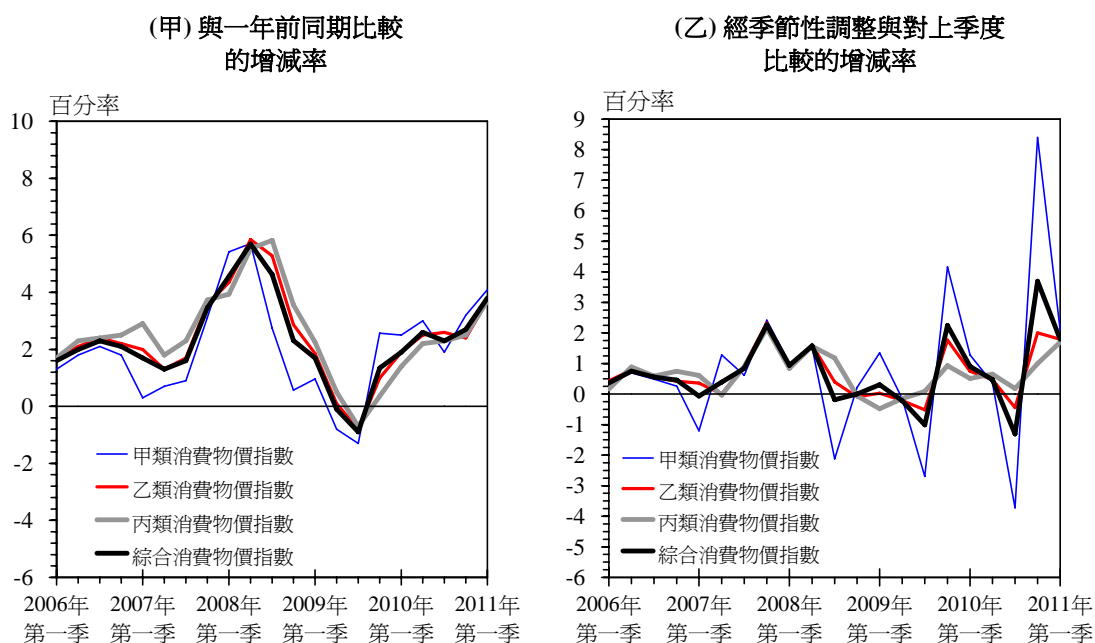 (甲) 與一年前同期比較
的增減率
百分率
10
8
6
4
2
0
-2
-4
-6
甲類消費物價指數
乙類消費物價指數
丙類消費物價指數
綜合消費物價指數
2006年 2007年 2008年 2009年 2010年 2011年
第一季 第一季 第一季 第一季 第一季 第一季
(乙) 經季節性調整與對上季度
比較的增減率
百分率
9
8
7
6
5
4
3
2
1
0
-1
-2
-3
-4
-5
-6
甲類消費物價指數
乙類消費物價指數
丙類消費物價指數
綜合消費物價指數
2006年 2007年 2008年 2009年 2010年 2011年
第一季 第一季 第一季 第一季 第一季 第一季